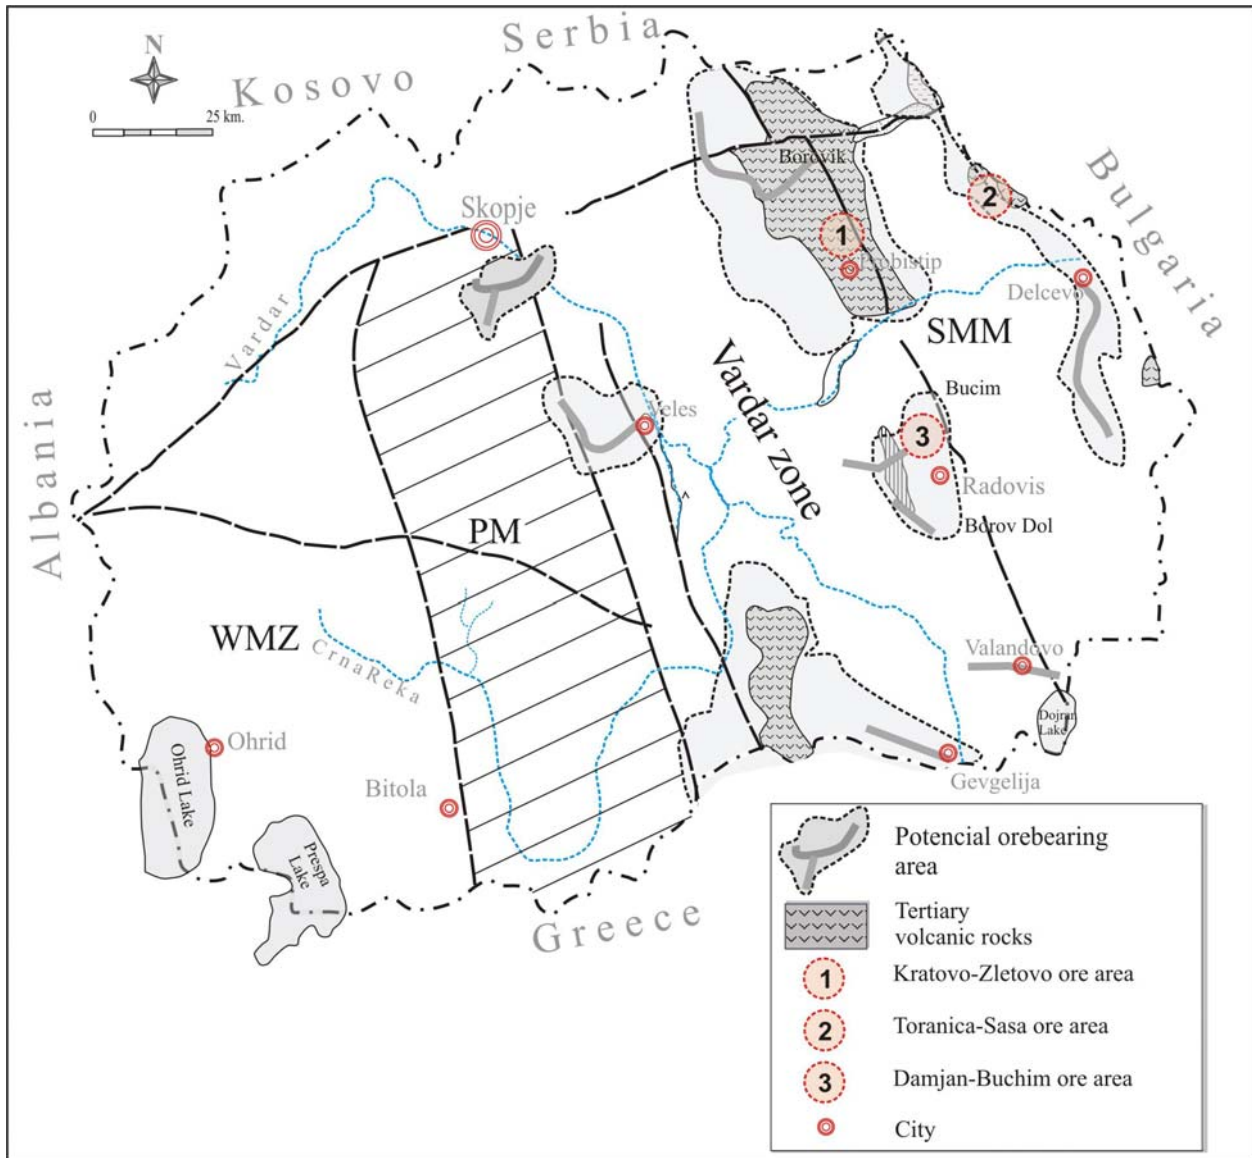 Serbia
N
Kosovo
0
25 km.
Borovik
Bulgaria
2
Skopje
1
Probistip
Delcevo
Vardar
SMM
Vardar zone
Bucim
Albania
Veles
3
Radovis
PM
Borov Dol
WMZ
CrnaReka
Valandovo
Dojran
Lake
Ohrid
Ohrid Lake
Bitola
Gevgelija
Prespa
Lake
Greece
Potencial orebearing
area
Tertiary
volcanic rocks
1
Kratovo-Zletovo ore area
2
Toranica-Sasa ore area
3
Damjan-Buchim ore area
City